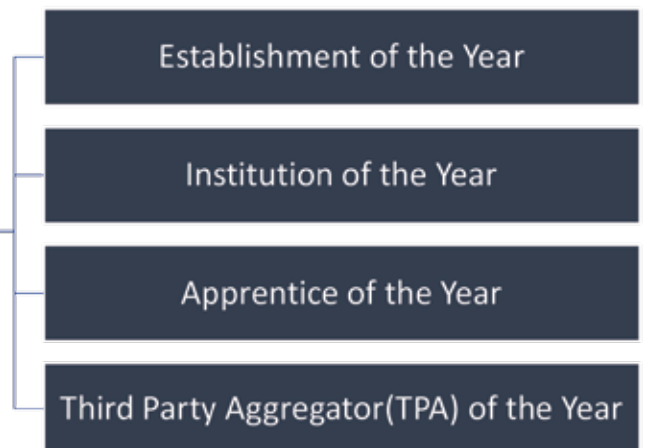 Establishment of the Year
Institution of the Year
Apprentice of the Year
Third Party Aggregator(TPA) of the Year